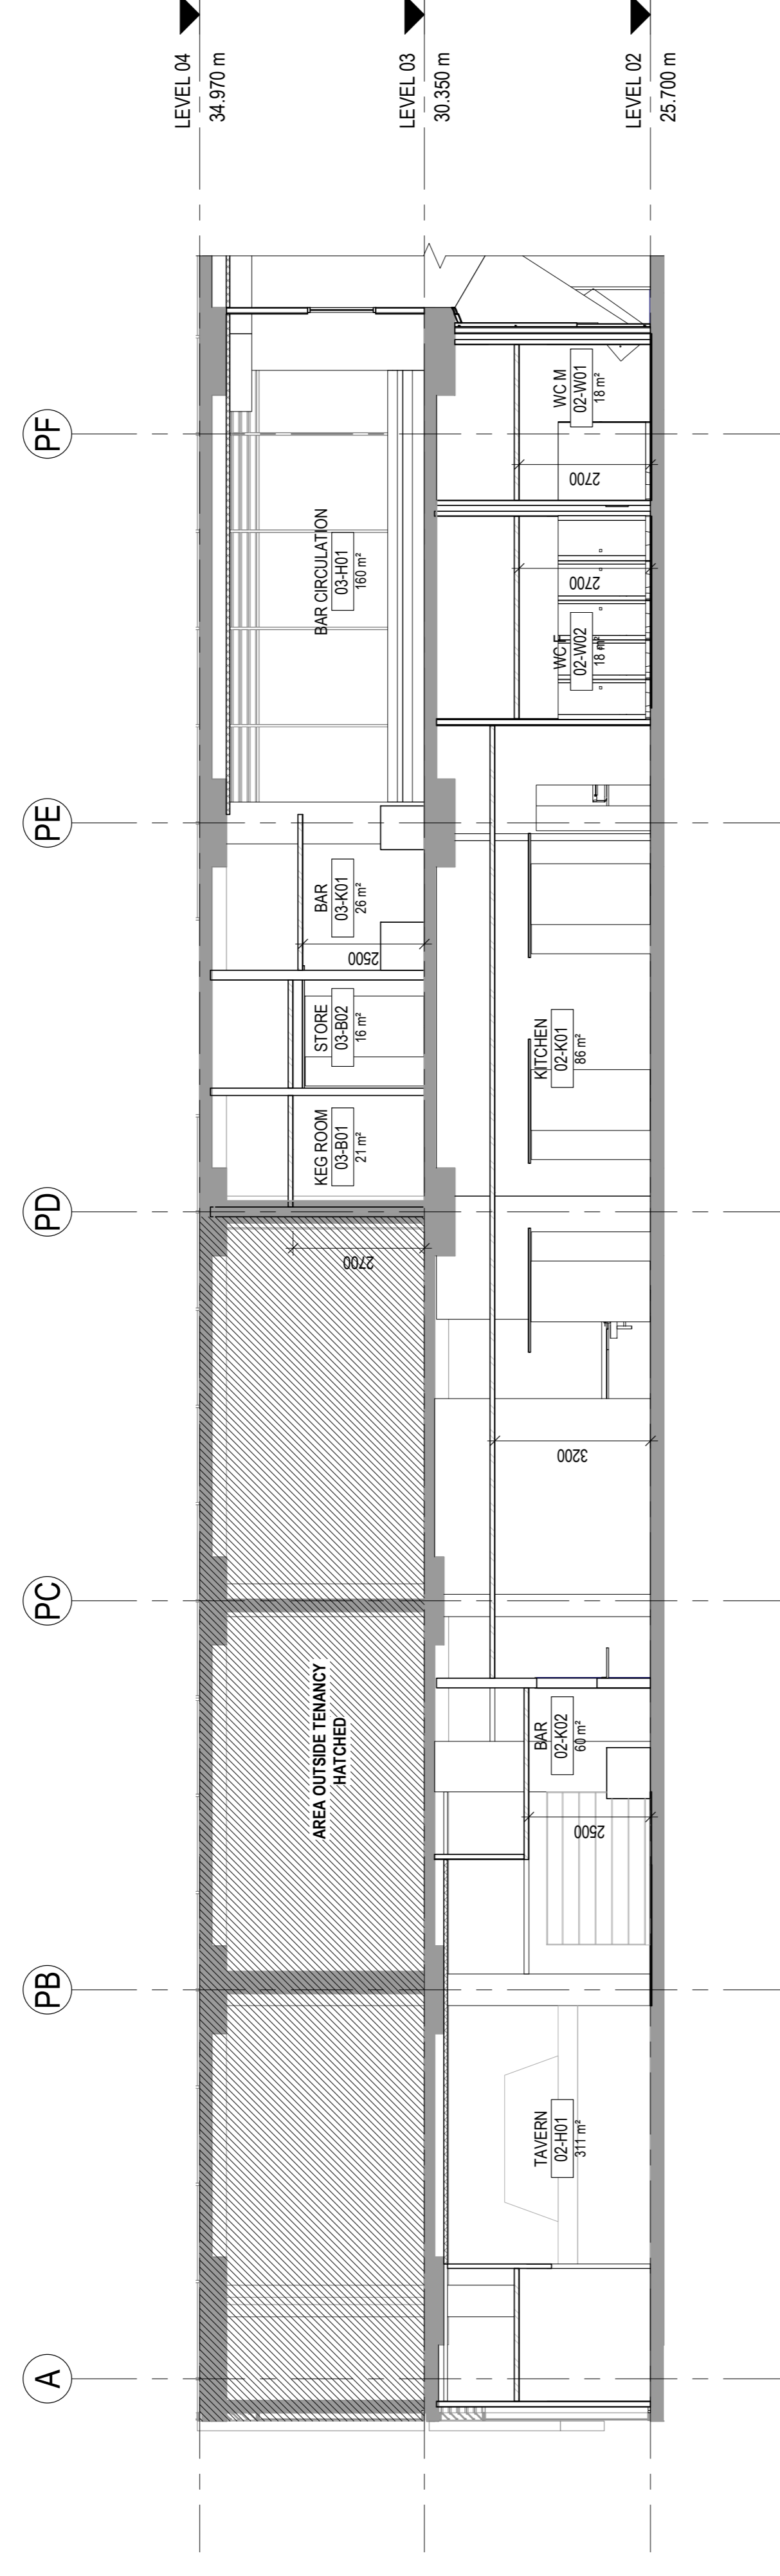 LEVEL 04
34.970 m
LEVEL 03
30.350 m
LEVEL 02
25.700 m
A
PB
PC
PD
PE
PF
AREA OUTSIDE TENANCY
HATCHED
2700
KEG ROOM
03-B01
21 m²
STORE
03-B02
16 m²
BAR
03-K01
26 m²
2500
BAR CIRCULATION
03-H01
160 m²
TAVERN
02-H01
311 m²
2500
BAR
02-K02
60 m²
3200
KITCHEN
02-K01
86 m²
WC F
02-W02
18 m²
2700
WC M
02-W01
18 m²
2700